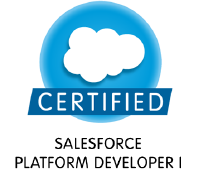 CERTIFIED
SALESFORCE
PLATFORM DEVELOPER I